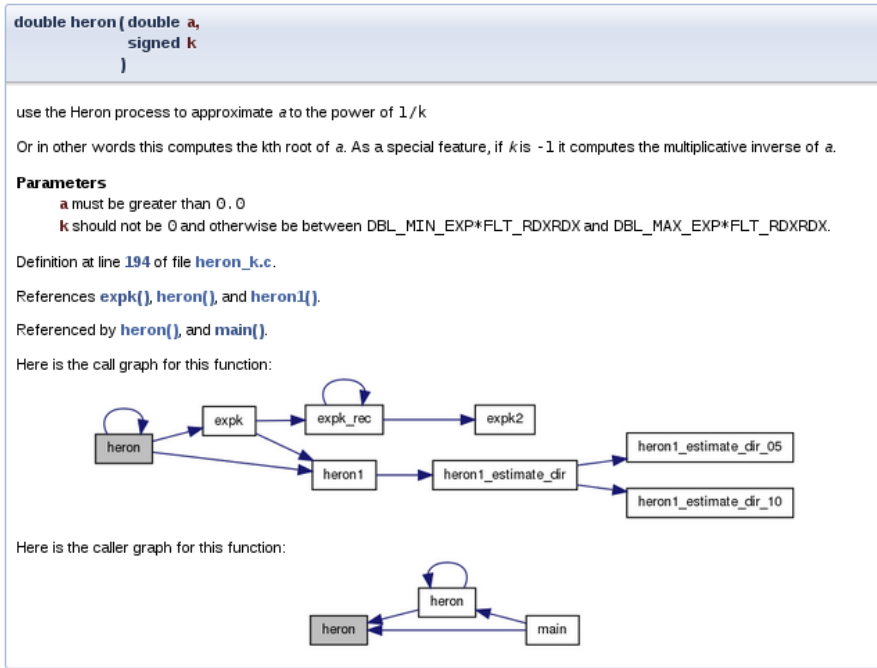 double heron ( double a,
signed k
)
use the Heron process to approximate a to the power of 1/k
Or in other words this computes the kth root of a. As a special feature, if k is -1 it computes the multiplicative inverse of a.
Parameters
a must be greater than 0.0
k should not be 0 and otherwise be between DBL_MIN_EXP*FLT_RDXRDX and DBL_MAX_EXP*FLT_RDXRDX.
Definition at line 194 of file heron_k.c.
References expk(), heron(), and heron1().
Referenced by heron(), and main().
Here is the call graph for this function:
heron
expk
expk_rec
expk2
heron1
heron1_estimate_dir
heron1_estimate_dir_05
heron1_estimate_dir_10
Here is the caller graph for this function:
heron
heron
main